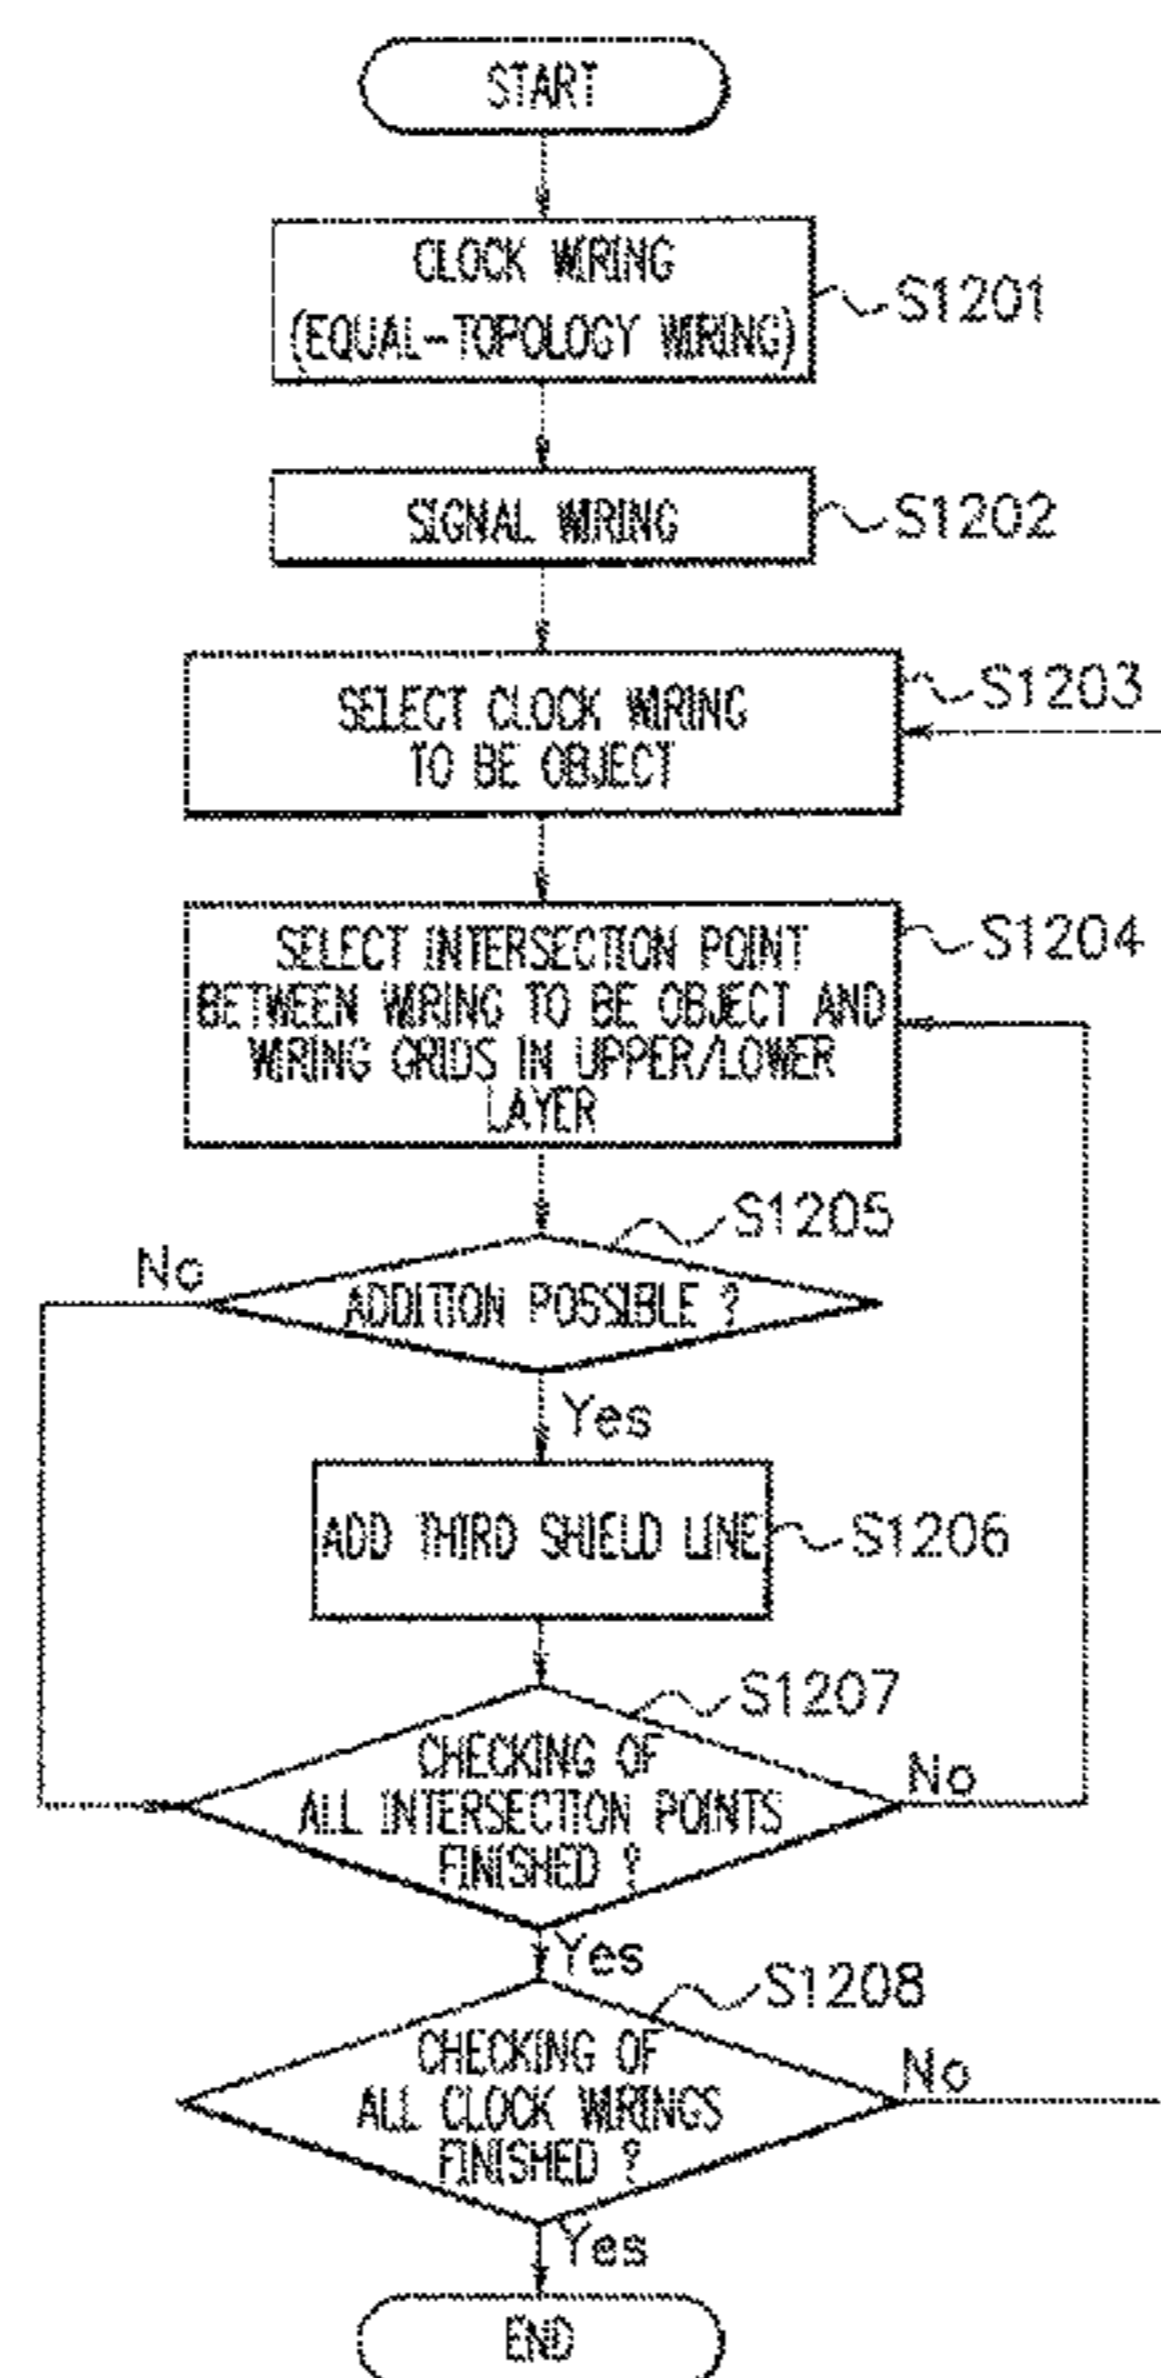 START
CLOCK WIRING
(EQUAL-TOPOLOGY WIRING)
S1201
SIGNAL WIRING
S1202
SELECT CLOCK WIRING
TO BE OBJECT
S1203
SELECT INTERSECTION POINT
BETWEEN WIRING TO BE OBJECT AND
WIRING GRIDS IN UPPER/LOWER
LAYER
S1204
ADDITION POSSIBLE ?
S1205
No
Yes
ADD THIRD SHIELD LINE
S1206
CHECKING OF
ALL INTERSECTION POINTS
FINISHED ?
S1207
No
Yes
CHECKING OF
ALL CLOCK WIRINGS
FINISHED ?
S1208
No
Yes
END